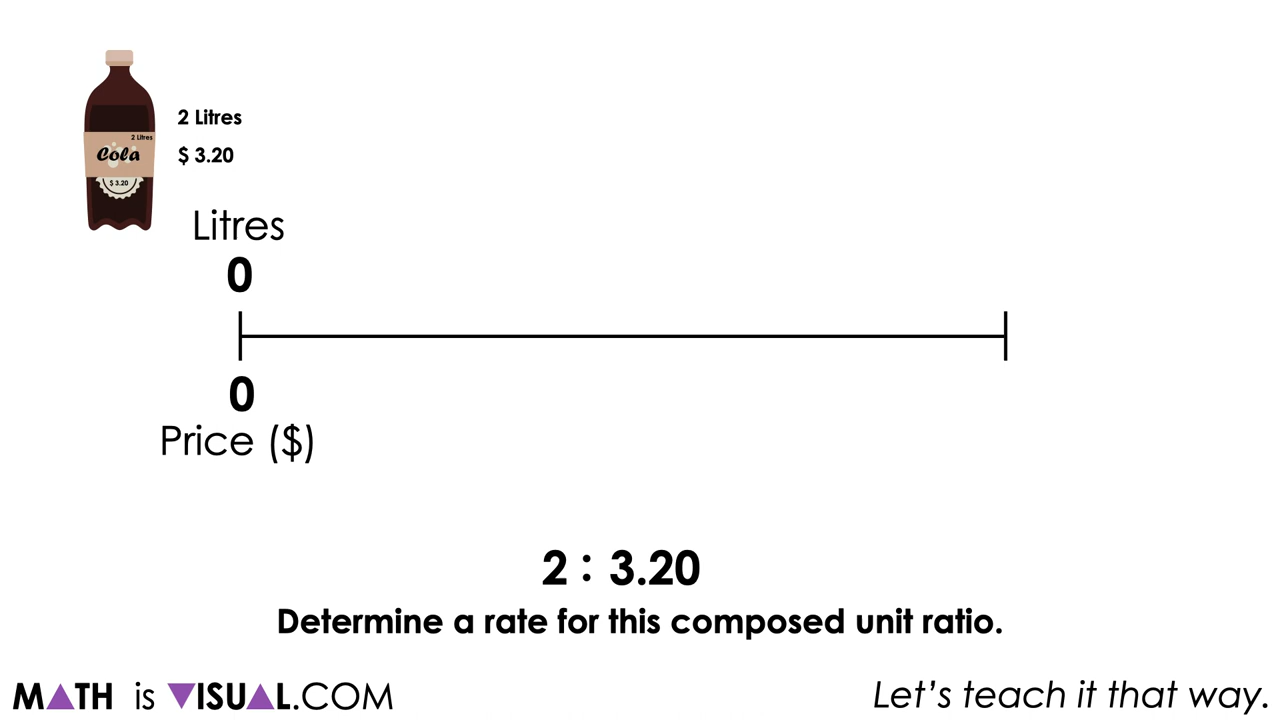 2 Litres
$ 3.20
2 Litres
Cola
$ 3.20
Litres
0
0
Price ($)
2 : 3.20
Determine a rate for this composed unit ratio.
MATH is VISUAL.COM
Let's teach it that way.